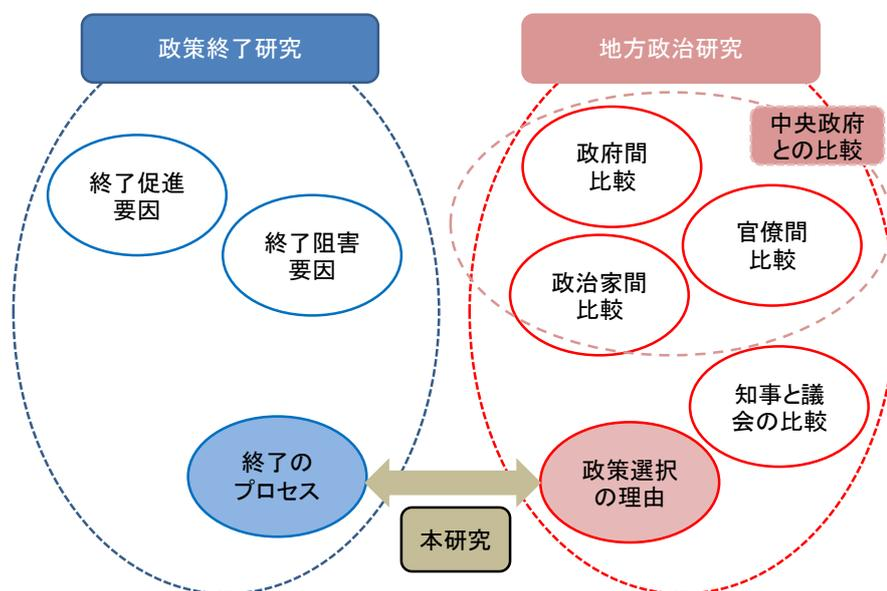 政策終了研究
地方政治研究
中央政府
との比較
終了促進
要因
終了阻害
要因
政府間
比較
官僚間
比較
政治家間
比較
知事と議
会の比較
終了の
プロセス
政策選択
の理由
本研究